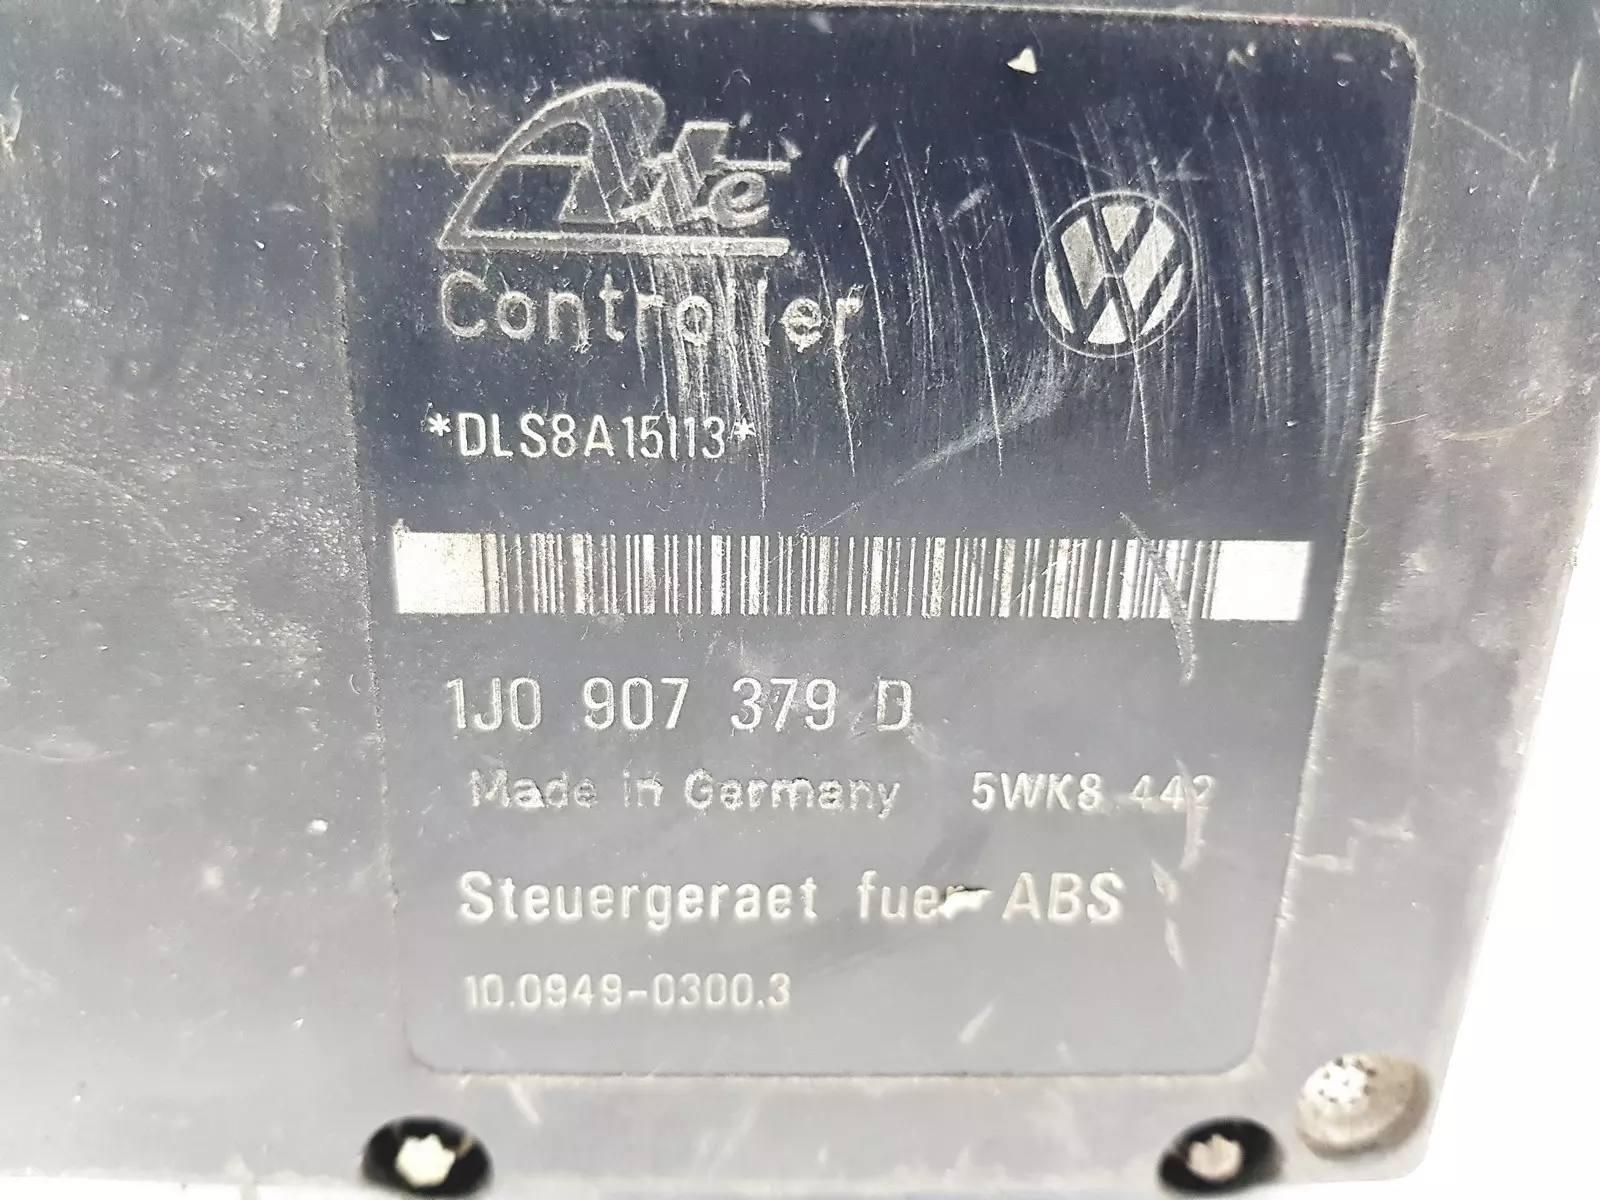 Ate
Controller
*DLS8A15113*
1J0 907 379 D
Made in Germany 5WK8 442
Steuergeraet fuer ABS
10.0949-0300.3